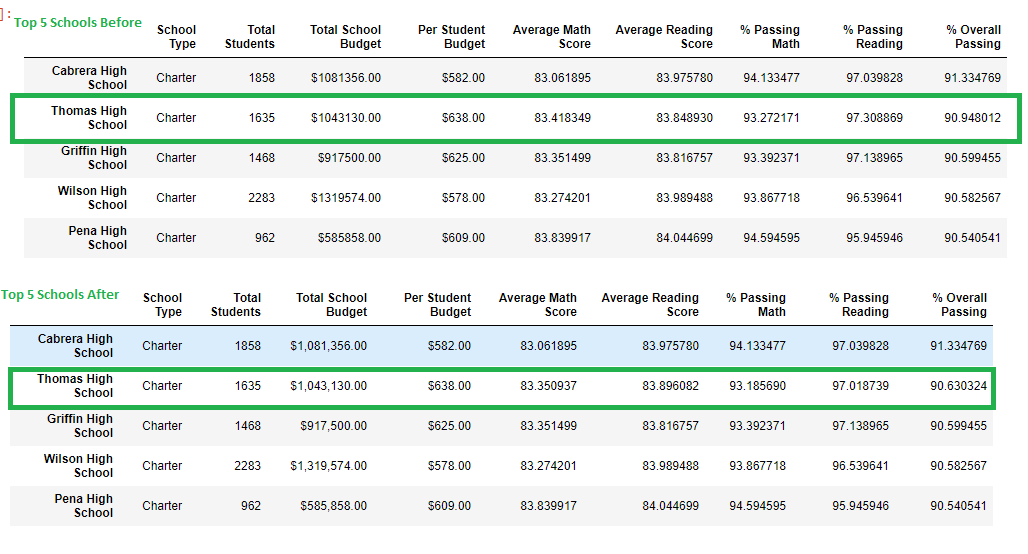 ] :
Top 5 Schools Before
School Type Total Students Total School Budget Per Student Budget Average Math Score Average Reading Score % Passing Math % Passing Reading % Overall Passing
Cabrera High School Charter 1858 $1081356.00 $582.00 83.061895 83.975780 94.133477 97.039828 91.334769
Thomas High School Charter 1635 $1043130.00 $638.00 83.418349 83.848930 93.272171 97.308869 90.948012
Griffin High School Charter 1468 $917500.00 $625.00 83.351499 83.816757 93.392371 97.138965 90.599455
Wilson High School Charter 2283 $1319574.00 $578.00 83.274201 83.989488 93.867718 96.539641 90.582567
Pena High School Charter 962 $585858.00 $609.00 83.839917 84.044699 94.594595 95.945946 90.540541
Top 5 Schools After
School Type Total Students Total School Budget Per Student Budget Average Math Score Average Reading Score % Passing Math % Passing Reading % Overall Passing
Cabrera High School Charter 1858 $1,081,356.00 $582.00 83.061895 83.975780 94.133477 97.039828 91.334769
Thomas High School Charter 1635 $1,043,130.00 $638.00 83.350937 83.896082 93.185690 97.018739 90.630324
Griffin High School Charter 1468 $917,500.00 $625.00 83.351499 83.816757 93.392371 97.138965 90.599455
Wilson High School Charter 2283 $1,319,574.00 $578.00 83.274201 83.989488 93.867718 96.539641 90.582567
Pena High School Charter 962 $585,858.00 $609.00 83.839917 84.044699 94.594595 95.945946 90.540541